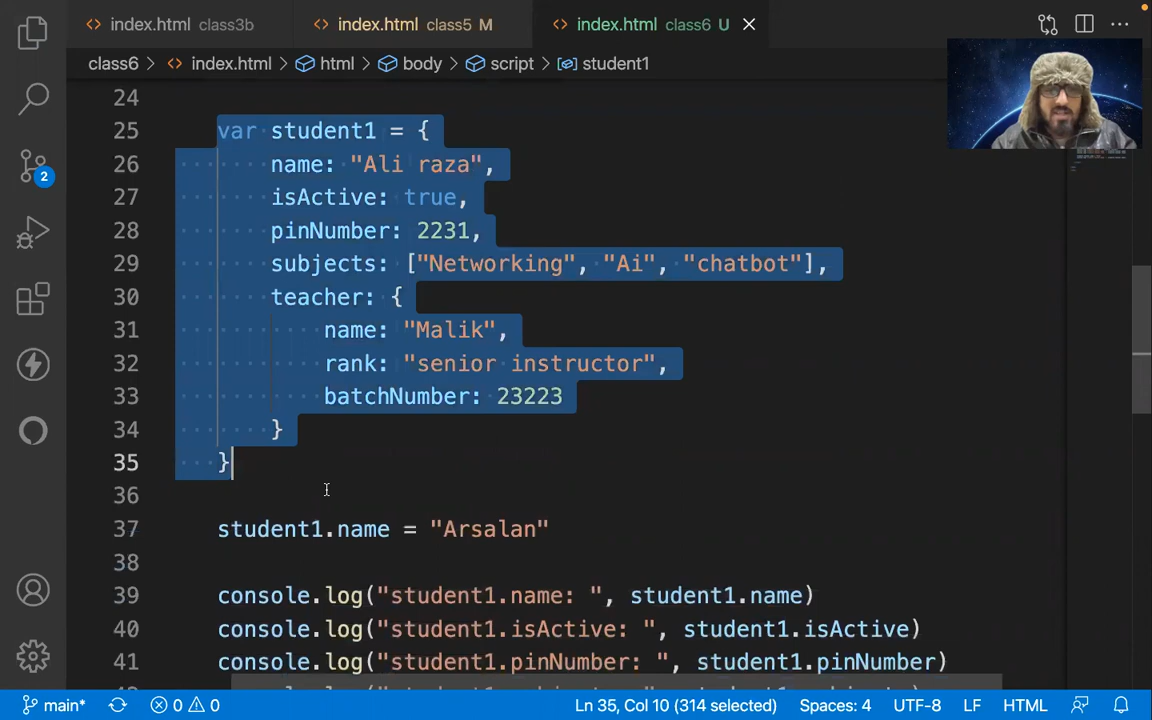 index.html class3b index.html class5 M index.html class6 U
class6 > index.html > html > body > script > student1
24
25 var student1 = {
26 name: "Ali raza",
27 isActive: true,
28 pinNumber: 2231,
29 subjects: ["Networking", "Ai", "chatbot"],
30 teacher: {
31 name: "Malik",
32 rank: "senior instructor",
33 batchNumber: 23223
34 }
35 }
36
37 student1.name = "Arsalan"
38
39 console.log("student1.name: ", student1.name)
40 console.log("student1.isActive: ", student1.isActive)
41 console.log("student1.pinNumber: ", student1.pinNumber)
2
main* 0 0 Ln 35, Col 10 (314 selected) Spaces: 4 UTF-8 LF HTML